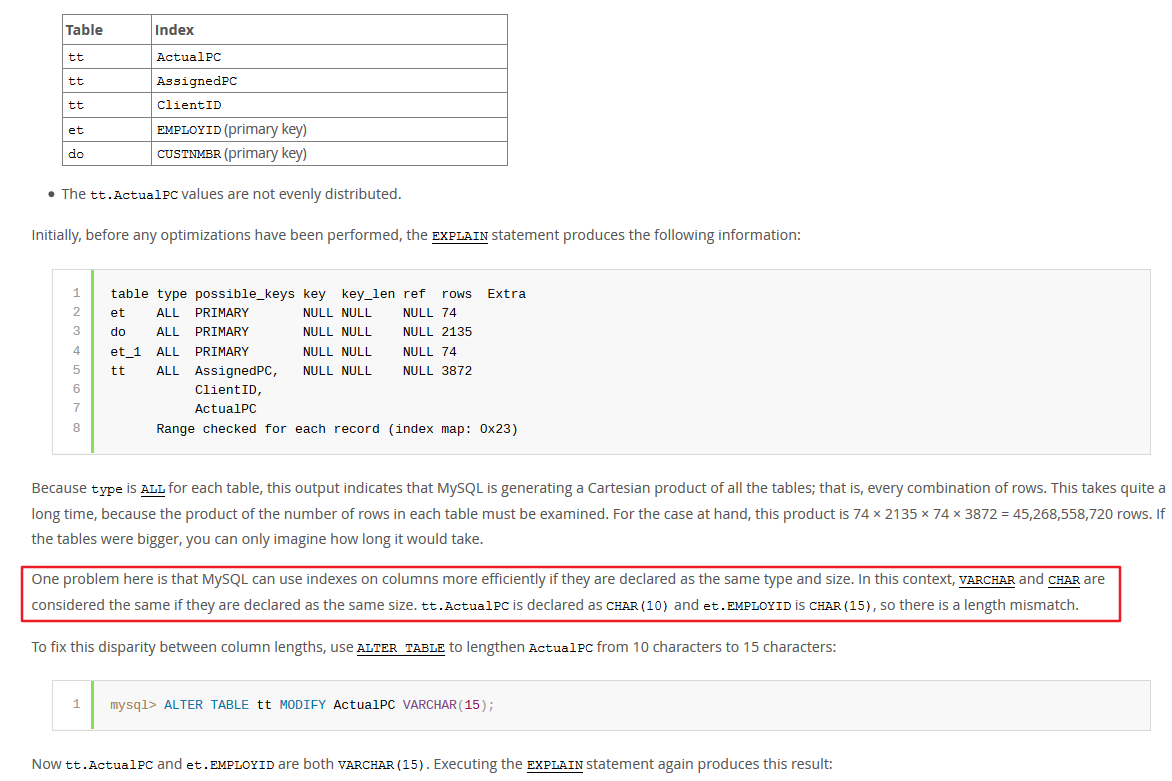 Table Index
tt ActualPC
tt AssignedPC
tt ClientID
et EMPLOYID (primary key)
do CUSTNMBR (primary key)
• The tt.ActualPC values are not evenly distributed.
Initially, before any optimizations have been performed, the EXPLAIN statement produces the following information:
1 table type possible_keys key key_len ref rows Extra
2 et ALL PRIMARY NULL NULL NULL 74
3 do ALL PRIMARY NULL NULL NULL 2135
4 et_1 ALL PRIMARY NULL NULL NULL 74
5 tt ALL AssignedPC, NULL NULL NULL 3872
6 ClientID,
7 ActualPC
8 Range checked for each record (index map: 0x23)
Because type is ALL for each table, this output indicates that MySQL is generating a Cartesian product of all the tables; that is, every combination of rows. This takes quite a
long time, because the product of the number of rows in each table must be examined. For the case at hand, this product is 74 × 2135 × 74 × 3872 = 45,268,558,720 rows. If
the tables were bigger, you can only imagine how long it would take.
One problem here is that MySQL can use indexes on columns more efficiently if they are declared as the same type and size. In this context, VARCHAR and CHAR are
considered the same if they are declared as the same size. tt.ActualPC is declared as CHAR(10) and et.EMPLOYID is CHAR(15), so there is a length mismatch.
To fix this disparity between column lengths, use ALTER TABLE to lengthen ActualPC from 10 characters to 15 characters:
1 mysql> ALTER TABLE tt MODIFY ActualPC VARCHAR(15);
Now tt.ActualPC and et.EMPLOYID are both VARCHAR(15). Executing the EXPLAIN statement again produces this result: